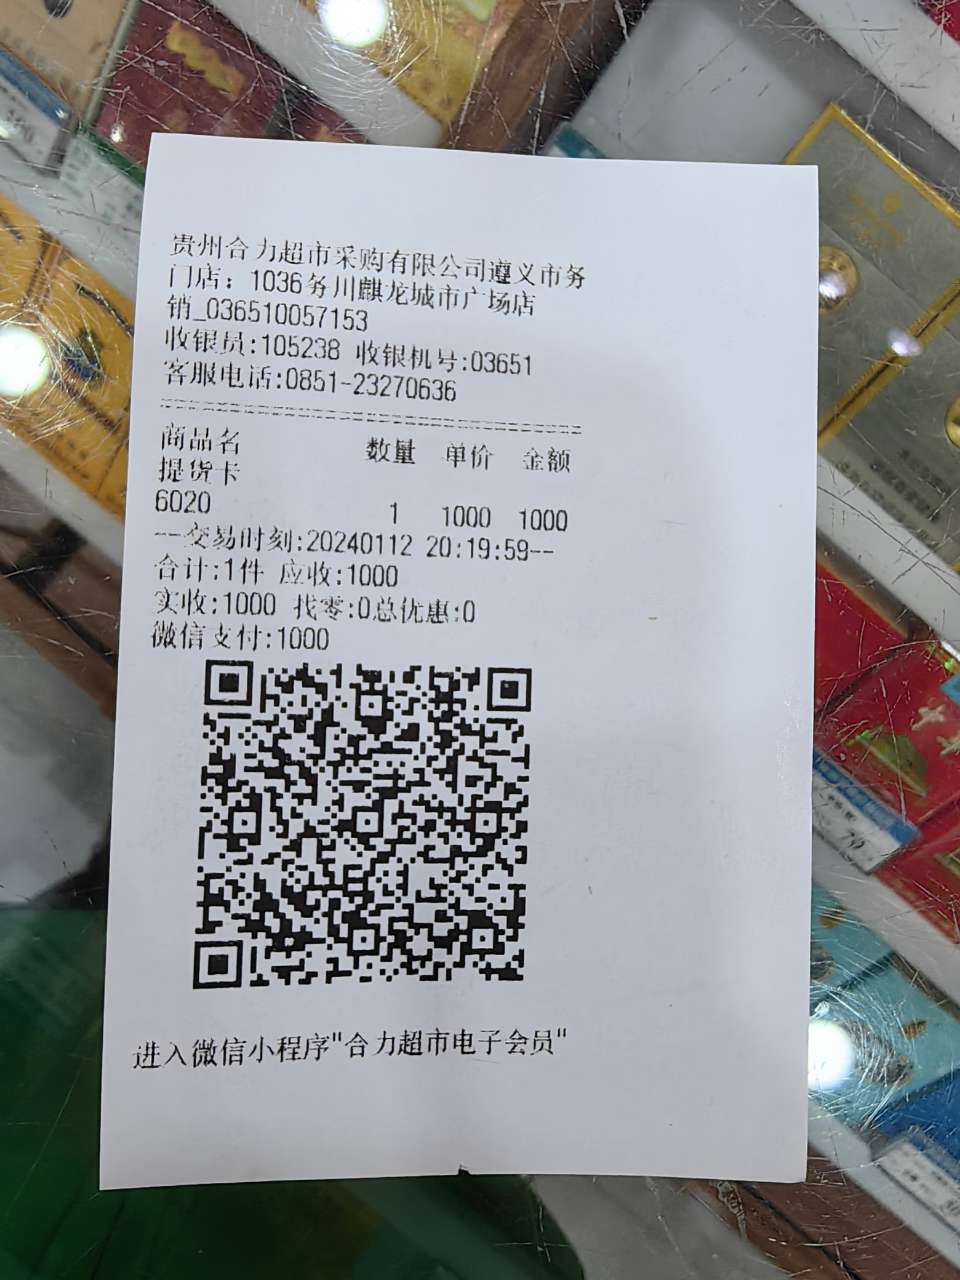 贵州合力超市采购有限公司遵义市务
门店：1036务川麒龙城市广场店
销_036510057153
收银员:105238 收银机号:03651
客服电话:0851-23270636
商品名 数量 单价 金额
提货卡
6020 1 1000 1000
--交易时刻:20240112 20:19:59--
合计:1件 应收:1000
实收:1000 找零:0总优惠:0
微信支付:1000
进入微信小程序"合力超市电子会员"
79